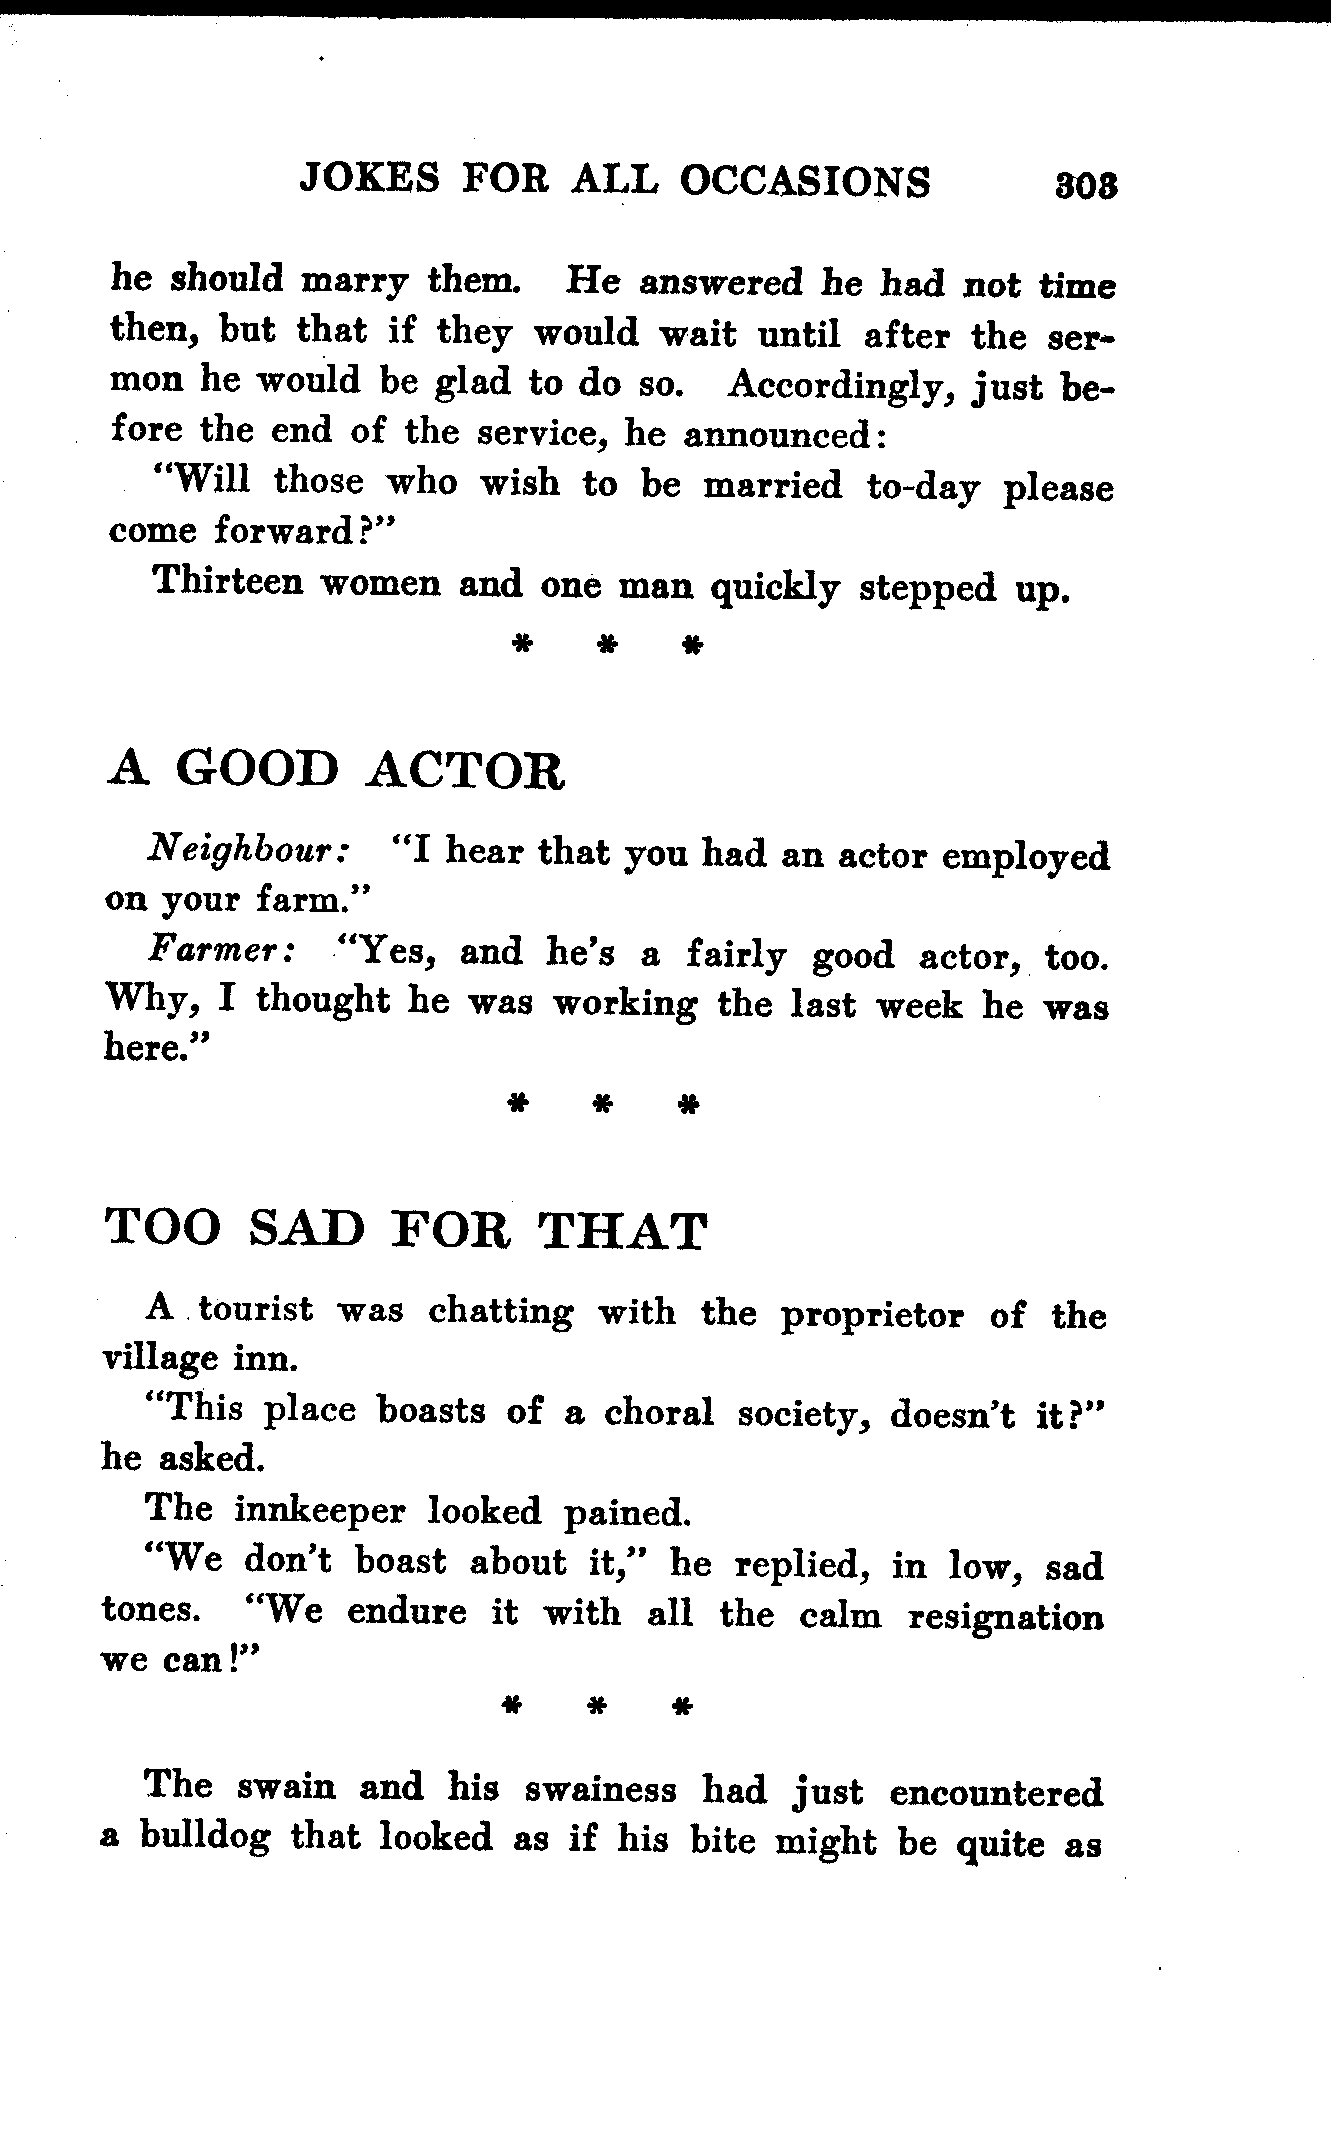 JOKES FOR ALL OCCASIONS 303
he should marry them. He answered he had not time
then, but that if they would wait until after the ser-
mon he would be glad to do so. Accordingly, just be-
fore the end of the service, he announced:
"Will those who wish to be married to-day please
come forward?"
Thirteen women and one man quickly stepped up.
* * *
A GOOD ACTOR
Neighbour: "I hear that you had an actor employed
on your farm."
Farmer: "Yes, and he's a fairly good actor, too.
Why, I thought he was working the last week he was
here."
* * *
TOO SAD FOR THAT
A tourist was chatting with the proprietor of the
village inn.
"This place boasts of a choral society, doesn't it?"
he asked.
The innkeeper looked pained.
"We don't boast about it," he replied, in low, sad
tones. "We endure it with all the calm resignation
we can!"
* * *
The swain and his swainess had just encountered
a bulldog that looked as if his bite might be quite as